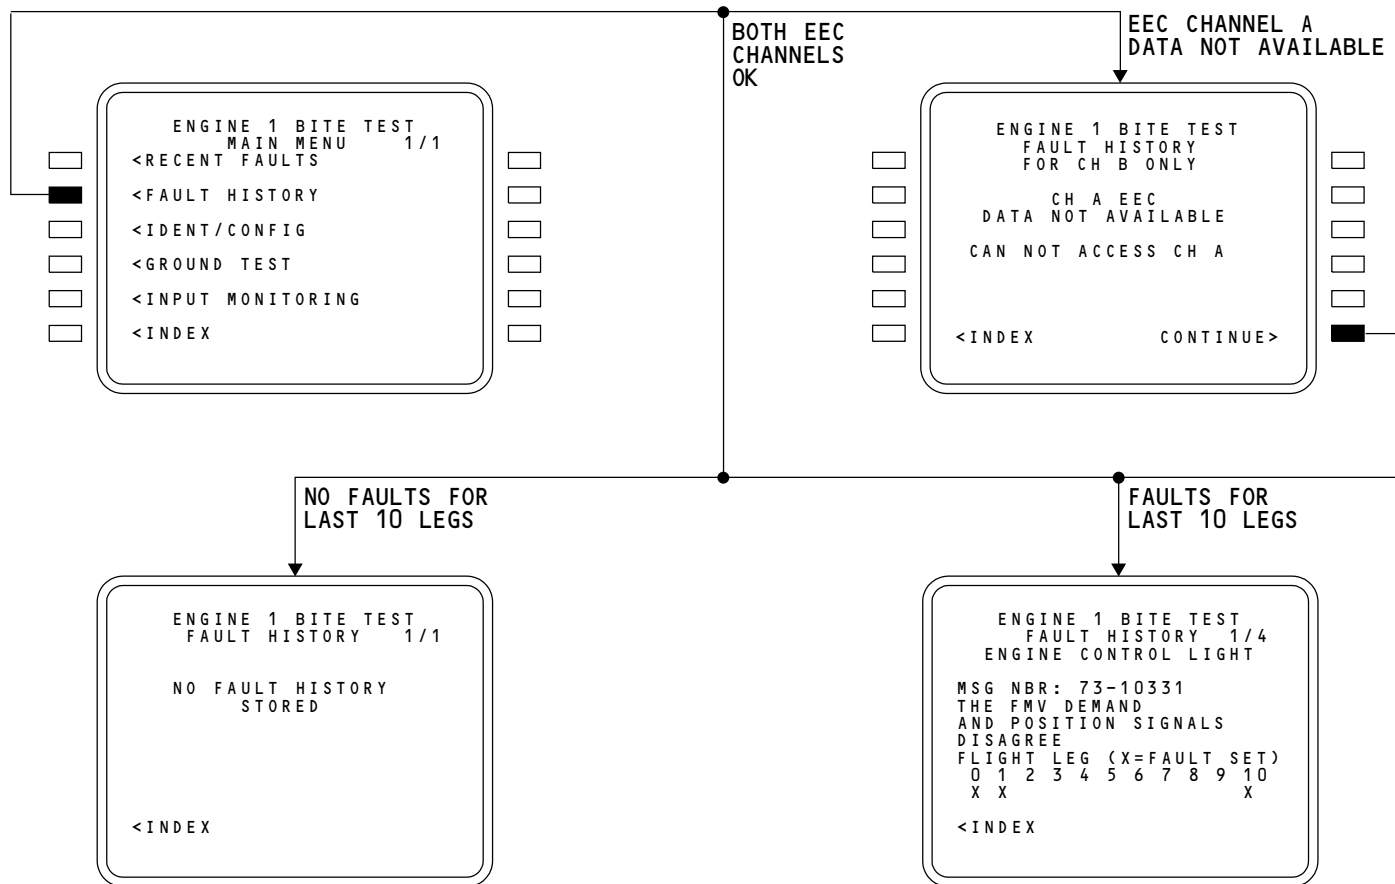 BOTH EEC
CHANNELS
OK
EEC CHANNEL A
DATA NOT AVAILABLE
ENGINE 1 BITE TEST
MAIN MENU 1/1
<RECENT FAULTS
<FAULT HISTORY
<IDENT/CONFIG
<GROUND TEST
<INPUT MONITORING
<INDEX
ENGINE 1 BITE TEST
FAULT HISTORY
FOR CH B ONLY
CH A EEC
DATA NOT AVAILABLE
CAN NOT ACCESS CH A
<INDEX CONTINUE>
NO FAULTS FOR
LAST 10 LEGS
FAULTS FOR
LAST 10 LEGS
ENGINE 1 BITE TEST
FAULT HISTORY 1/1
NO FAULT HISTORY
STORED
<INDEX
ENGINE 1 BITE TEST
FAULT HISTORY 1/4
ENGINE CONTROL LIGHT
MSG NBR: 73-10331
THE FMV DEMAND
AND POSITION SIGNALS
DISAGREE
FLIGHT LEG (X=FAULT SET)
0 1 2 3 4 5 6 7 8 9 10
X X X
<INDEX